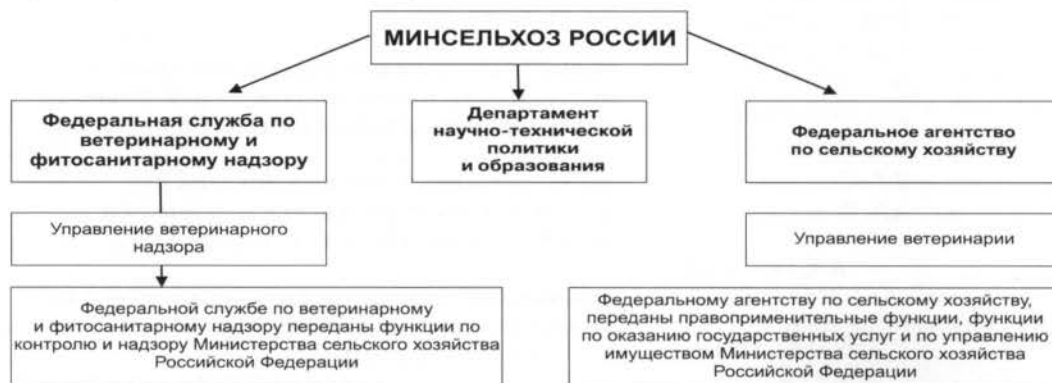 МИНСЕЛЬХОЗ РОССИИ
Федеральная служба по
ветеринарному и
фитосанитарному надзору
Департамент
научно-технической
политики
и образования
Федеральное агентство
по сельскому хозяйству
Управление ветеринарного
надзора
Управление ветеринарии
Федеральной службе по ветеринарному
и фитосанитарному надзору переданы функции по
контролю и надзору Министерства сельского хозяйства
Российской Федерации
Федеральному агентству по сельскому хозяйству,
переданы правоприменительные функции, функции
по оказанию государственных услуг и по управлению
имуществом Министерства сельского хозяйства
Российской Федерации